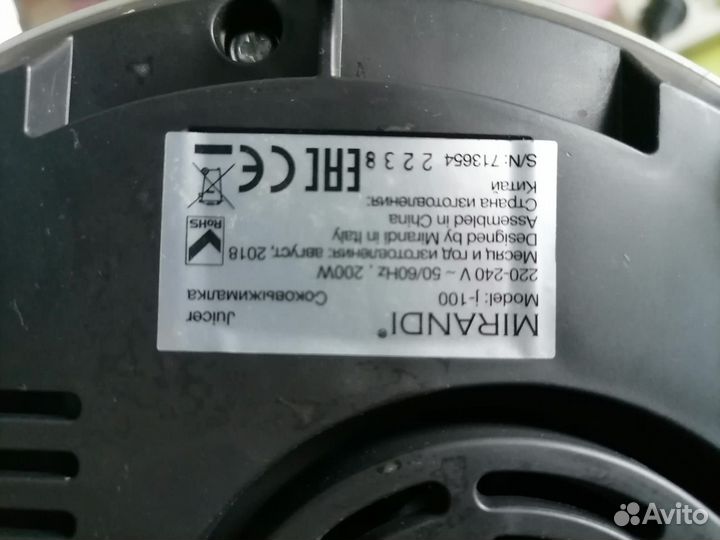 MIRANDI® Juicer
Model: j-100 Соковыжималка
220-240 V ~ 50/60Hz , 200W
Месяц и год изготовления: август, 2018
Designed by Mirandi in Italy
Assembled in China
Страна изготовления:
Китай
S/N: 713654 2 2 3 8
EAC CE
RoHS
Avito